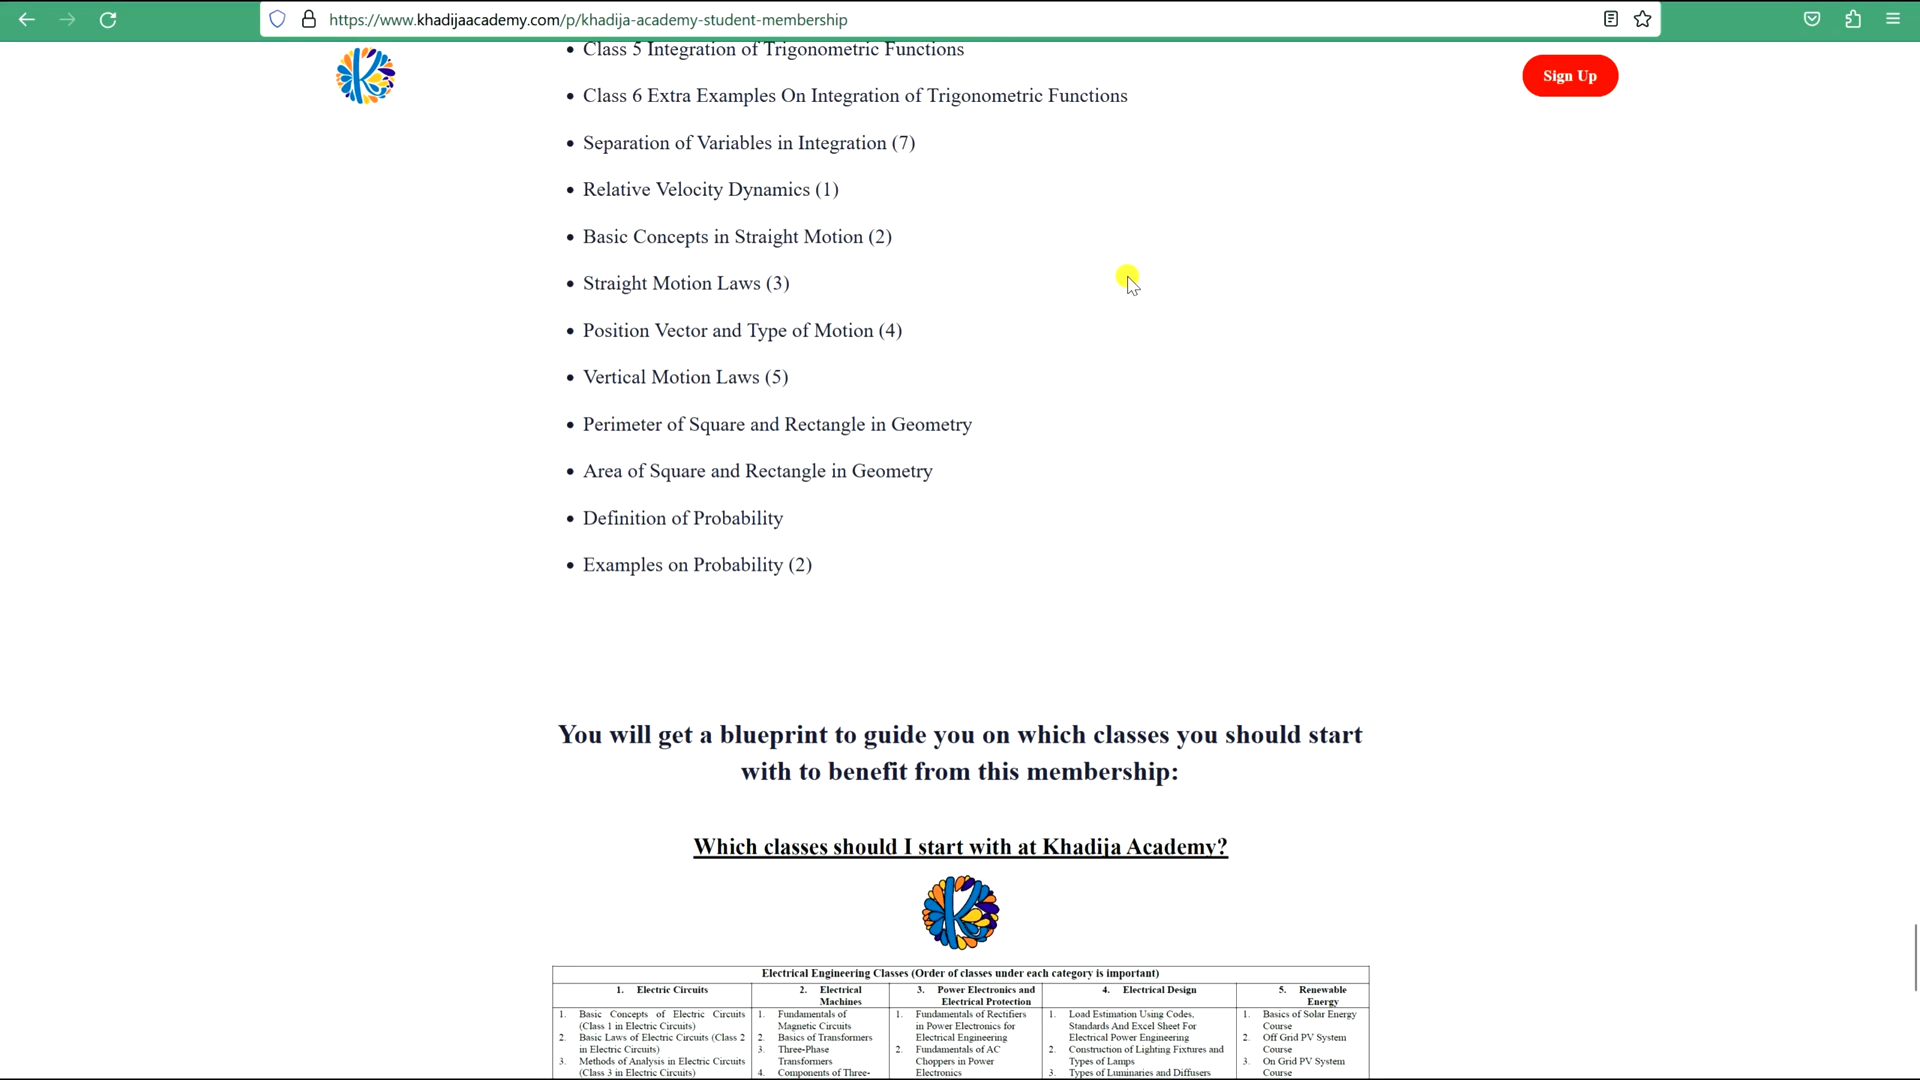 https://www.khadijaacademy.com/p/khadija-academy-student-membership
Class 5 Integration of Trigonometric Functions
Sign Up
Class 6 Extra Examples On Integration of Trigonometric Functions
Separation of Variables in Integration (7)
Relative Velocity Dynamics (1)
Basic Concepts in Straight Motion (2)
Straight Motion Laws (3)
Position Vector and Type of Motion (4)
Vertical Motion Laws (5)
Perimeter of Square and Rectangle in Geometry
Area of Square and Rectangle in Geometry
Definition of Probability
Examples on Probability (2)
You will get a blueprint to guide you on which classes you should start
with to benefit from this membership:
Which classes should I start with at Khadija Academy?
K
Electrical Engineering Classes (Order of classes under each category is important)
1. Electric Circuits
2. Electrical
Machines
3. Power Electronics and
Electrical Protection
4. Electrical Design
5. Renewable
Energy
1. Basic Concepts of Electric Circuits
(Class 1 in Electric Circuits)
2. Basic Laws of Electric Circuits (Class 2
in Electric Circuits)
3. Methods of Analysis in Electric Circuits
(Class 3 in Electric Circuits)
1. Fundamentals of
Magnetic Circuits
2. Basics of Transformers
3. Three-Phase
Transformers
4. Components of Three-
1. Fundamentals of Rectifiers
in Power Electronics for
Electrical Engineering
2. Fundamentals of AC
Choppers in Power
Electronics
1. Load Estimation Using Codes,
Standards And Excel Sheet For
Electrical Power Engineering
2. Construction of Lighting Fixtures and
Types of Lamps
3. Types of Luminaries and Diffusers
1. Basics of Solar Energy
Course
2. Off Grid PV System
Course
3. On Grid PV System
Course